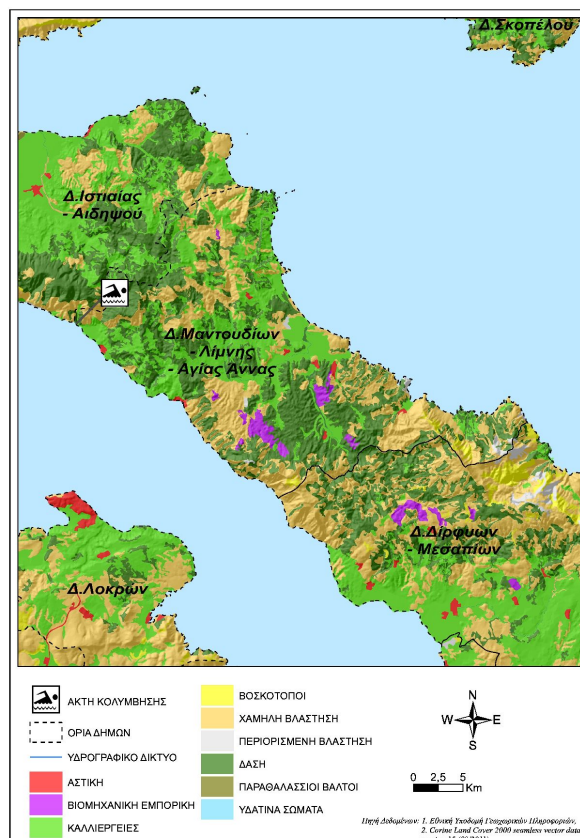 Δ.Σκοπέλου
Δ.Ιστιαίας
- Αιδηψού
Δ.Μαντουδίων
- Λίμνης
- Αγίας Άννας
Δ.Διρφυων
- Μεσαπίων
Δ.Λοκρών
ΑΚΤΗ ΚΟΛΥΜΒΗΣΗΣ
ΟΡΙΑ ΔΗΜΩΝ
ΥΔΡΟΓΡΑΦΙΚΟ ΔΙΚΤΥΟ
ΑΣΤΙΚΗ
ΒΙΟΜΗΧΑΝΙΚΗ ΕΜΠΟΡΙΚΗ
ΚΑΛΛΙΕΡΓΕΙΕΣ
ΒΟΣΚΟΤΟΠΟΙ
ΧΑΜΗΛΗ ΒΛΑΣΤΗΣΗ
ΠΕΡΙΟΡΙΣΜΕΝΗ ΒΛΑΣΤΗΣΗ
ΔΑΣΗ
ΠΑΡΑΘΑΛΑΣΣΙΟΙ ΒΑΛΤΟΙ
ΥΔΑΤΙΝΑ ΣΩΜΑΤΑ
N
W E
S
0 2,5 5
Km
Πηγή Δεδομένων: 1. Εθνική Υποδομή Γεωχωρικών Πληροφοριών,
2. Corine Land Cover 2000 seamless vector data